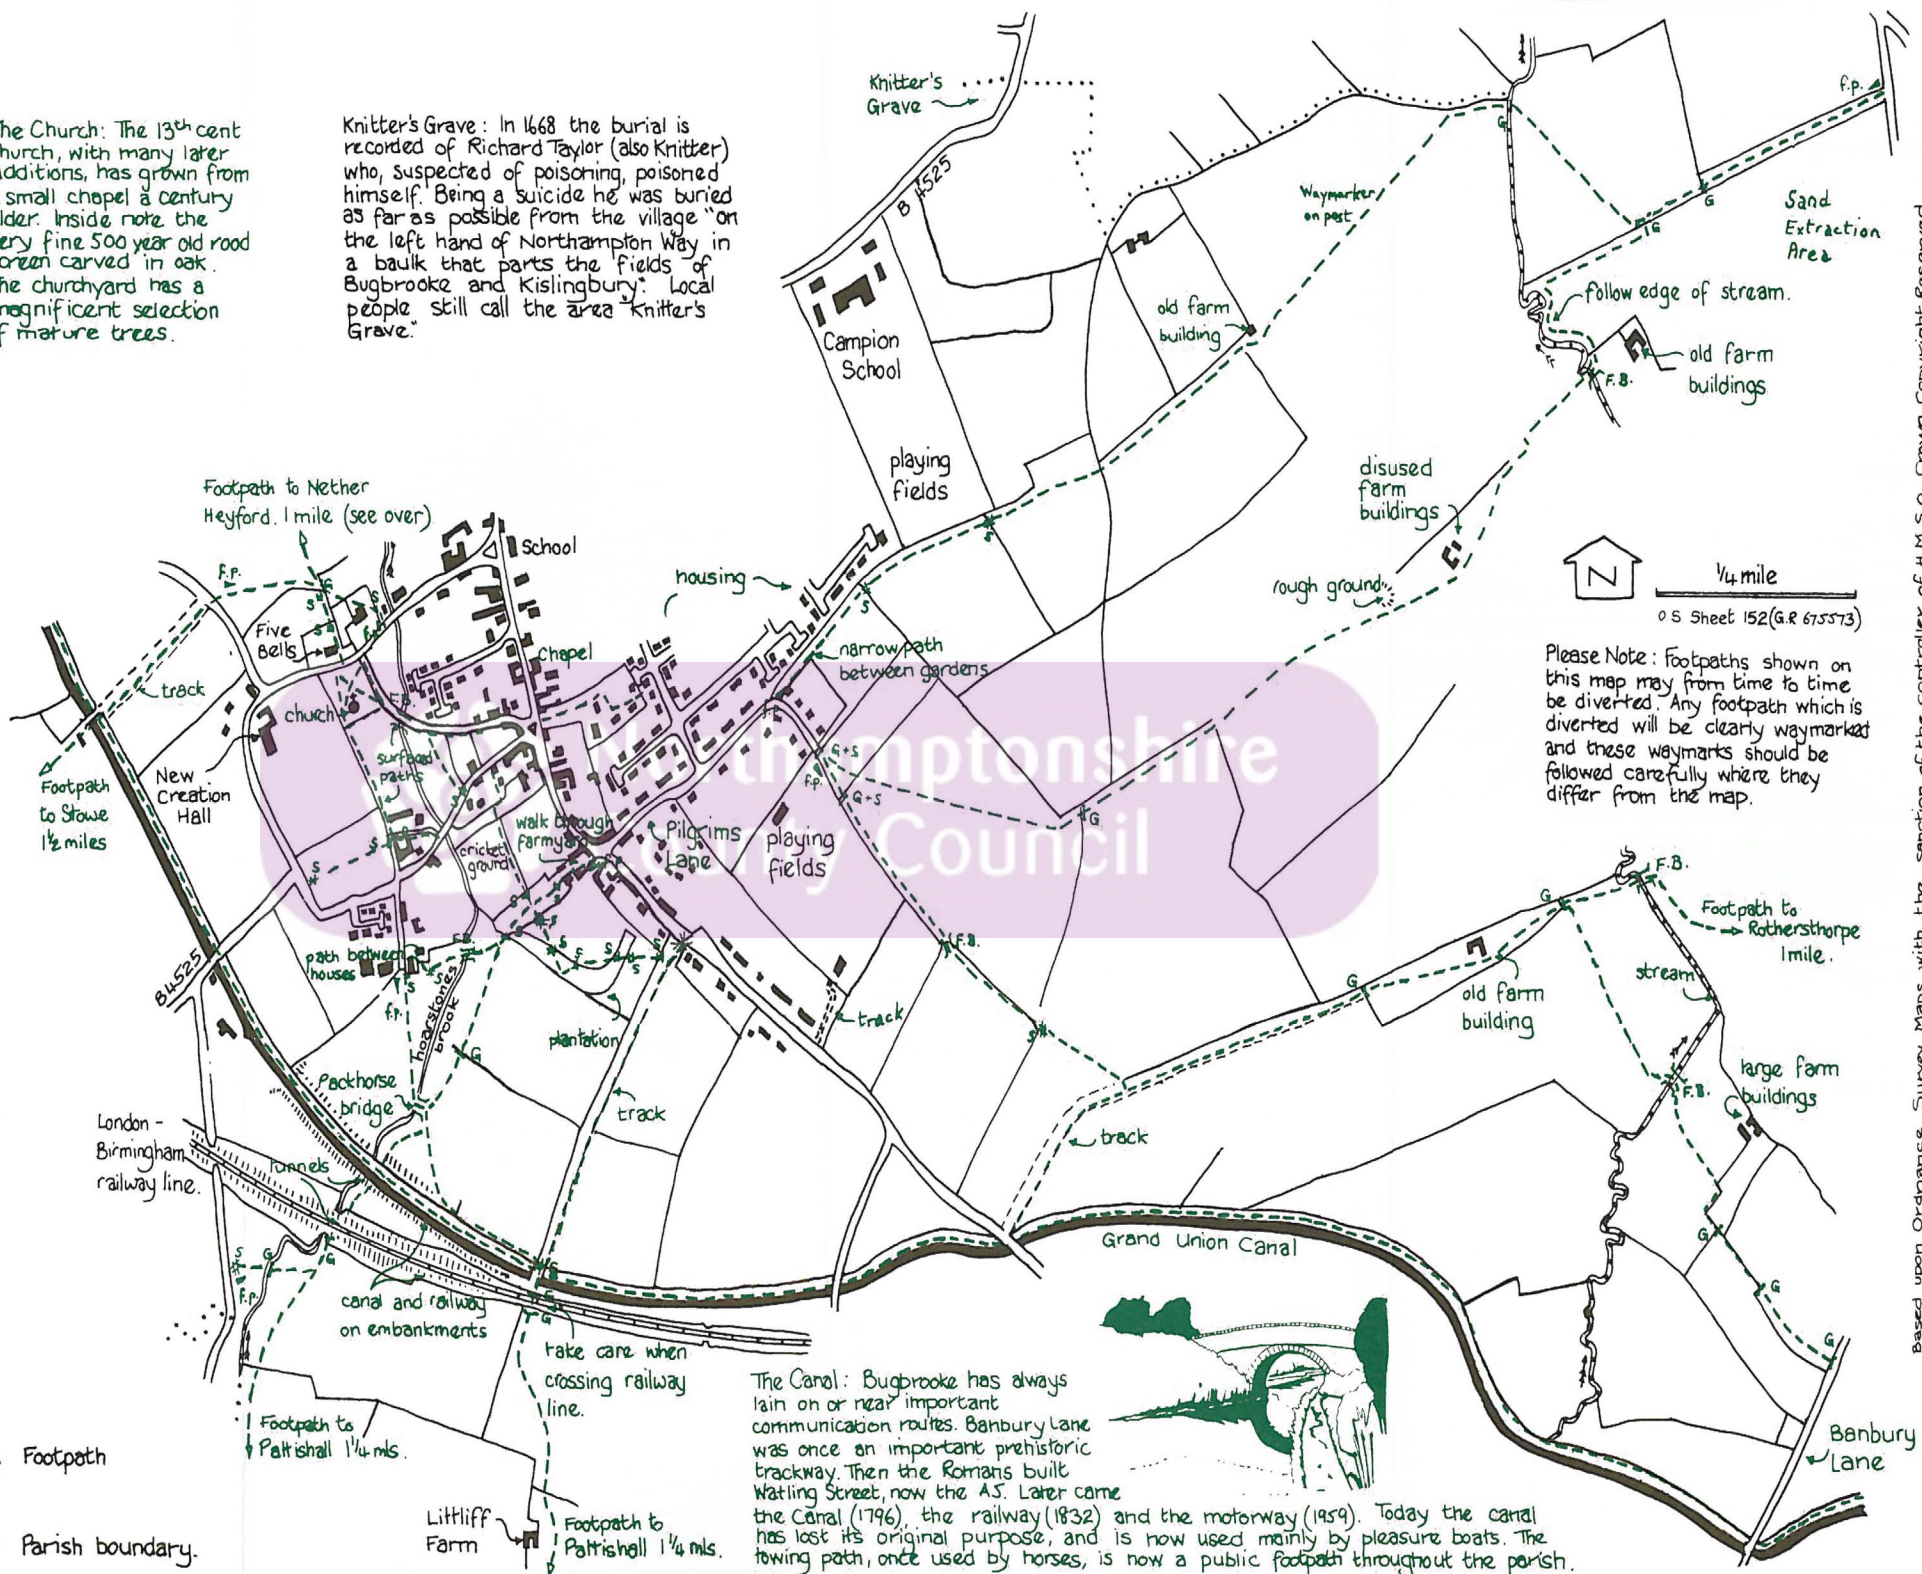 he Church: The 13th cent
hurch, with many later
dditions, has grown from
small chapel a century
lder. Inside note the
ery fine 500 year old rood
creen carved in oak.
he churchyard has a
magnificent selection
f mature trees.
Knitter's Grave: In 1668 the burial is
recorded of Richard Taylor (also Knitter)
who, suspected of poisoning, poisoned
himself. Being a suicide he was buried
as far as possible from the village "on
the left hand of Northampton Way in
a baulk that parts the fields of
Bugbrooke and Kislingbury". Local
people still call the area "Knitter's
Grave."
Knitter's
Grave
B 4525
Campion
School
playing
fields
old farm
building
Waymarker
on post
G
f.p.
G
G
Sand
Extraction
Area
follow edge of stream.
old farm
buildings
F.B.
disused
farm
buildings
rough ground
N
1/4 mile
O S Sheet 152 (G.R 675573)
Please Note: Footpaths shown on
this map may from time to time
be diverted. Any footpath which is
diverted will be clearly waymarked
and these waymarks should be
followed carefully where they
differ from the map.
Based upon Ordnance Survey Maps with the sanction of the controller of H.M.S.O. Crown Copyright Reserved
Footpath to Nether
Heyford. 1 mile (see over)
School
housing
S
S
f.p.
G
S
S
S
f.p.
Five
Bells
Chapel
narrow path
between gardens
track
church
F.B.
f.p.
Northamptonshire
County Council
surfaced
paths
New
Creation
Hall
Footpath
to Stowe
1½ miles
G+S
f.p.
G+S
G
walk through
farmyard
f.p.
Pilgrims
Lane
playing
fields
cricket
ground
S
S
S
S
S
B4525
path between
houses
F.B.
S
S
S
S
S
S
S
f.p.
hoarstones
brook
plantation
track
F.B.
S
G
G
old farm
building
F.B.
Footpath to
Rothersthorpe
1 mile.
stream
F.B.
large farm
buildings
G
Packhorse
bridge
track
track
London -
Birmingham
railway line.
Tunnels
S
G
f.p.
G
S
G
G
canal and railway
on embankments
take care when
crossing railway
line.
Grand Union Canal
G
G
G
Banbury
Lane
Footpath to
Pattishall 1¼ mls.
Footpath
Parish boundary.
Littliff
Farm
Footpath to
Pattishall 1¼ mls.
The Canal: Bugbrooke has always
lain on or near important
communication routes. Banbury Lane
was once an important prehistoric
trackway. Then the Romans built
Watling Street, now the A5. Later came
the Canal (1796), the railway (1832) and the motorway (1959). Today the canal
has lost its original purpose, and is now used mainly by pleasure boats. The
towing path, once used by horses, is now a public footpath throughout the parish.